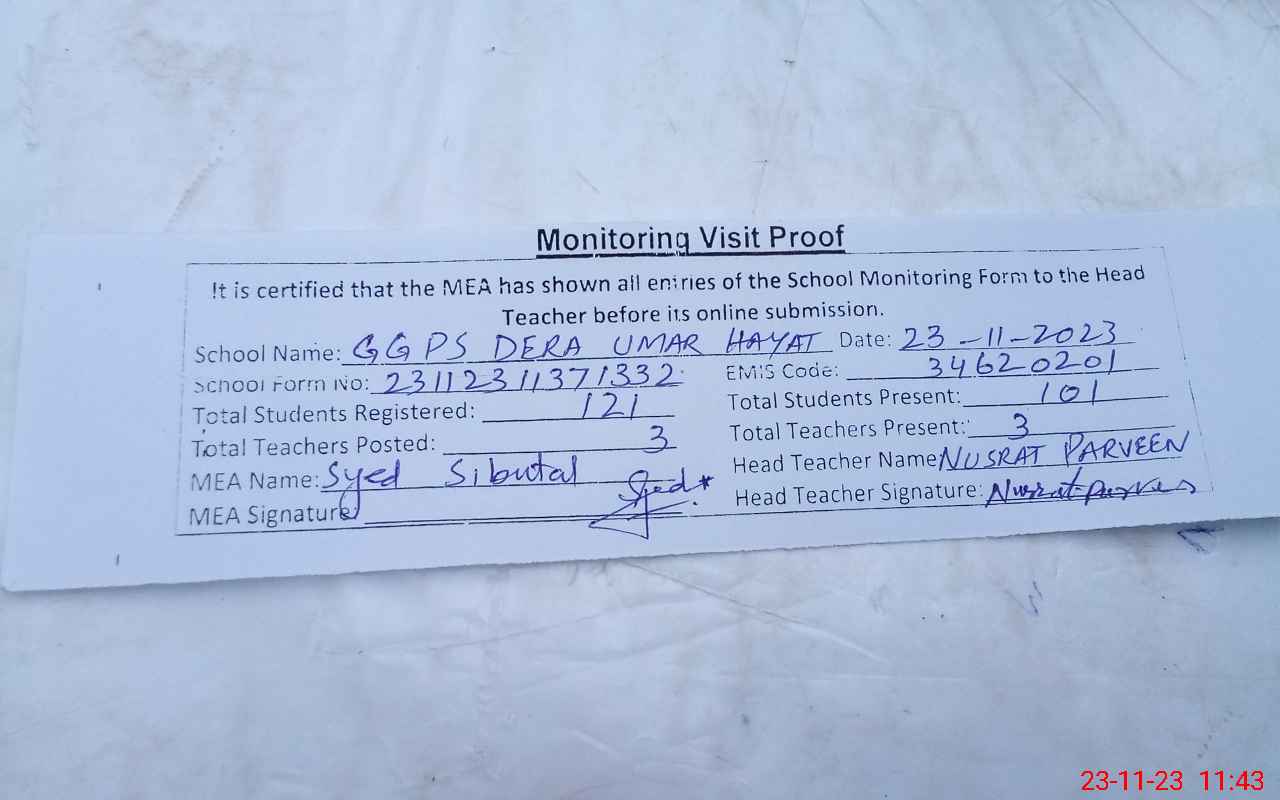 Monitoring Visit Proof
It is certified that the MEA has shown all entries of the School Monitoring Form to the Head
Teacher before its online submission.
School Name: GGPS DERA UMAR HAYAT Date: 23-11-2023
School Form No: 23112311371332 EMIS Code: 34620201
Total Students Registered: 121 Total Students Present: 101
Total Teachers Posted: 3 Total Teachers Present: 3
MEA Name: Syed Sibutal Head Teacher Name NUSRAT PARVEEN
MEA Signature Syed Head Teacher Signature: Nusrat Parveen
23-11-23 11:43